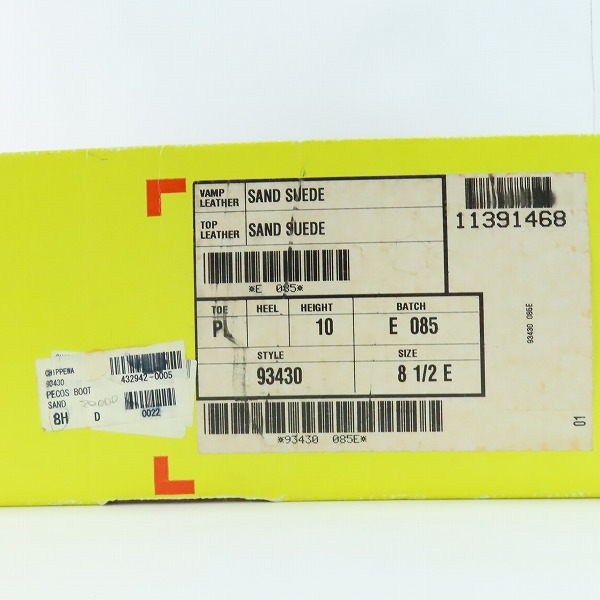 VAMP LEATHER SAND SUEDE
TOP LEATHER SAND SUEDE
*E 085*
11391468
TOE HEEL HEIGHT BATCH
PL 10 E 085
STYLE SIZE
93430 8 1/2 E
*93430 085E*
93430 085E
01
CHIPPEWA
93430 432942-0005
PECOS BOOT
SAND
8H D 0022